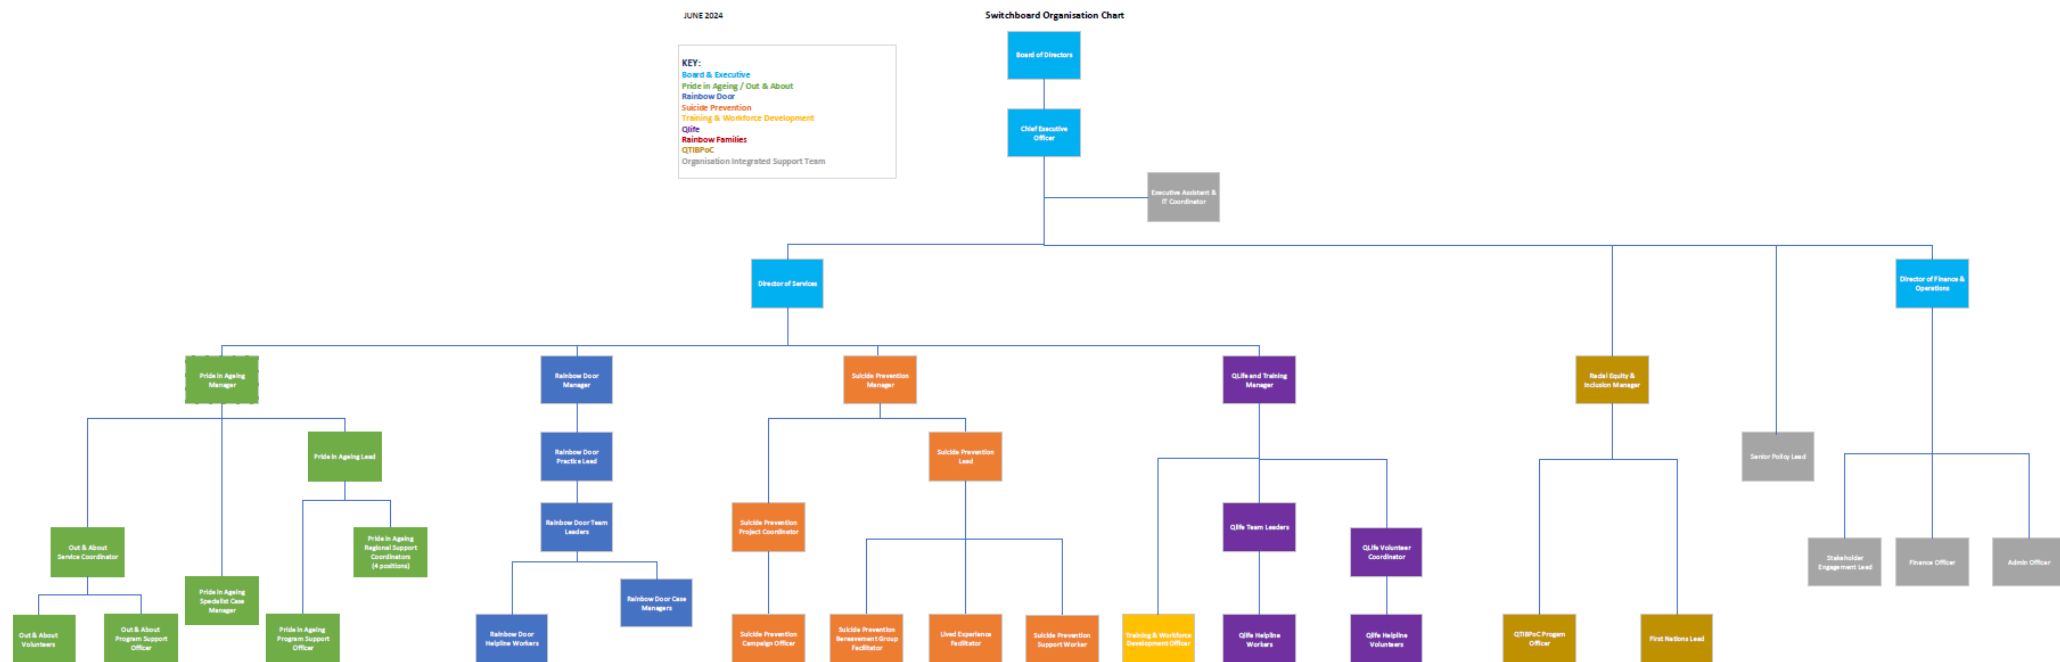 JUNE 2024
Switchboard Organisation Chart
KEY:
Board & Executive
Pride in Ageing / Out & About
Rainbow Door
Suicide Prevention
Training & Workforce Development
Qlife
Rainbow Families
QTIBPoC
Organisation Integrated Support Team
Board of Directors
Chief Executive
Officer
Executive Assistant &
IT Coordinator
Director of Services
Director of Finance &
Operations
Pride in Ageing
Manager
Rainbow Door
Manager
Suicide Prevention
Manager
QLife and Training
Manager
Racial Equity &
Inclusion Manager
Pride in Ageing Lead
Rainbow Door
Practice Lead
Suicide Prevention
Lead
Senior Policy Lead
Out & About
Service Coordinator
Pride in Ageing
Regional Support
Coordinators
(4 positions)
Rainbow Door Team
Leaders
Suicide Prevention
Project Coordinator
Qlife Team Leaders
QLife Volunteer
Coordinator
Stakeholder
Engagement Lead
Finance Officer
Admin Officer
Pride in Ageing
Specialist Case
Manager
Rainbow Door Case
Managers
Out & About
Volunteers
Out & About
Program Support
Officer
Pride in Ageing
Program Support
Officer
Rainbow Door
Helpline Workers
Suicide Prevention
Campaign Officer
Suicide Prevention
Bereavement Group
Facilitator
Lived Experience
Facilitator
Suicide Prevention
Support Worker
Training & Workforce
Development Officer
Qlife Helpline
Workers
Qlife Helpline
Volunteers
QTIBPoC Progam
Officer
First Nations Lead